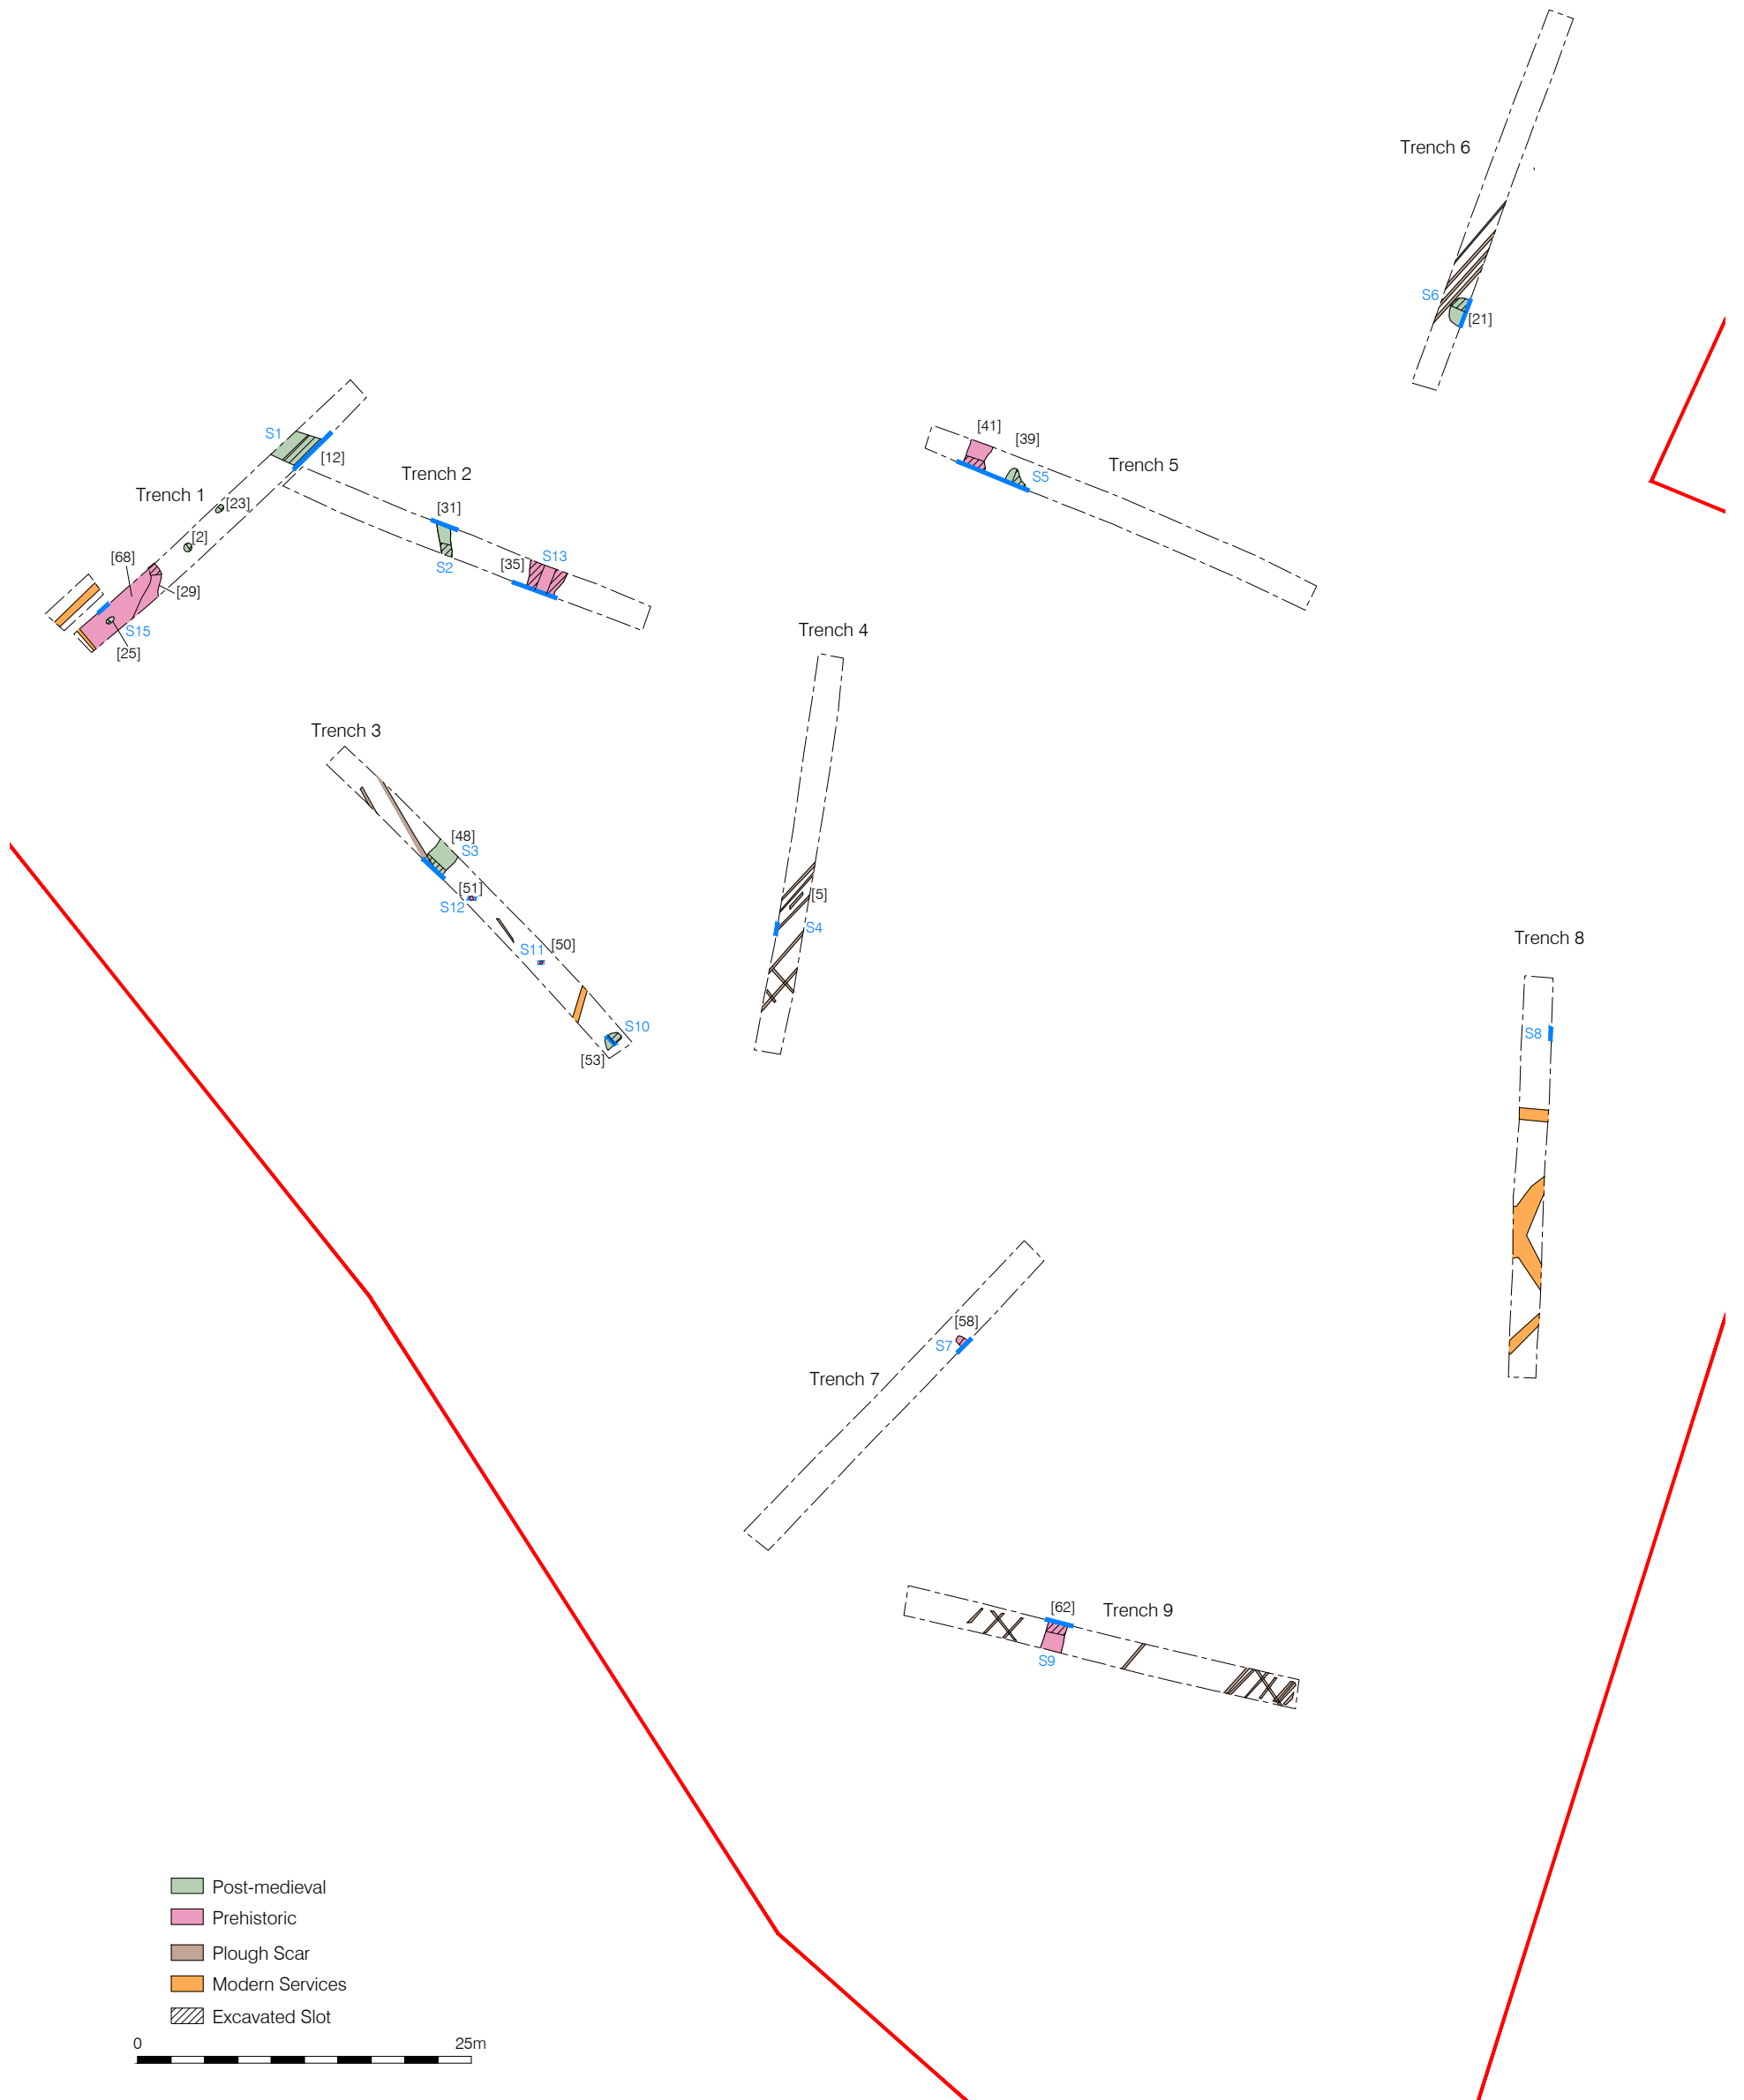 Trench 6
S6
[21]
[41]
[39]
Trench 5
S5
S1
[12]
Trench 2
Trench 1
[23]
[31]
[2]
[68]
S2
[35]
S13
[29]
S15
[25]
Trench 4
Trench 3
[48]
S3
[51]
S12
[5]
S4
S11
[50]
S10
[53]
Trench 8
S8
[58]
S7
Trench 7
[62]
Trench 9
S9
Post-medieval
Prehistoric
Plough Scar
Modern Services
Excavated Slot
0 25m